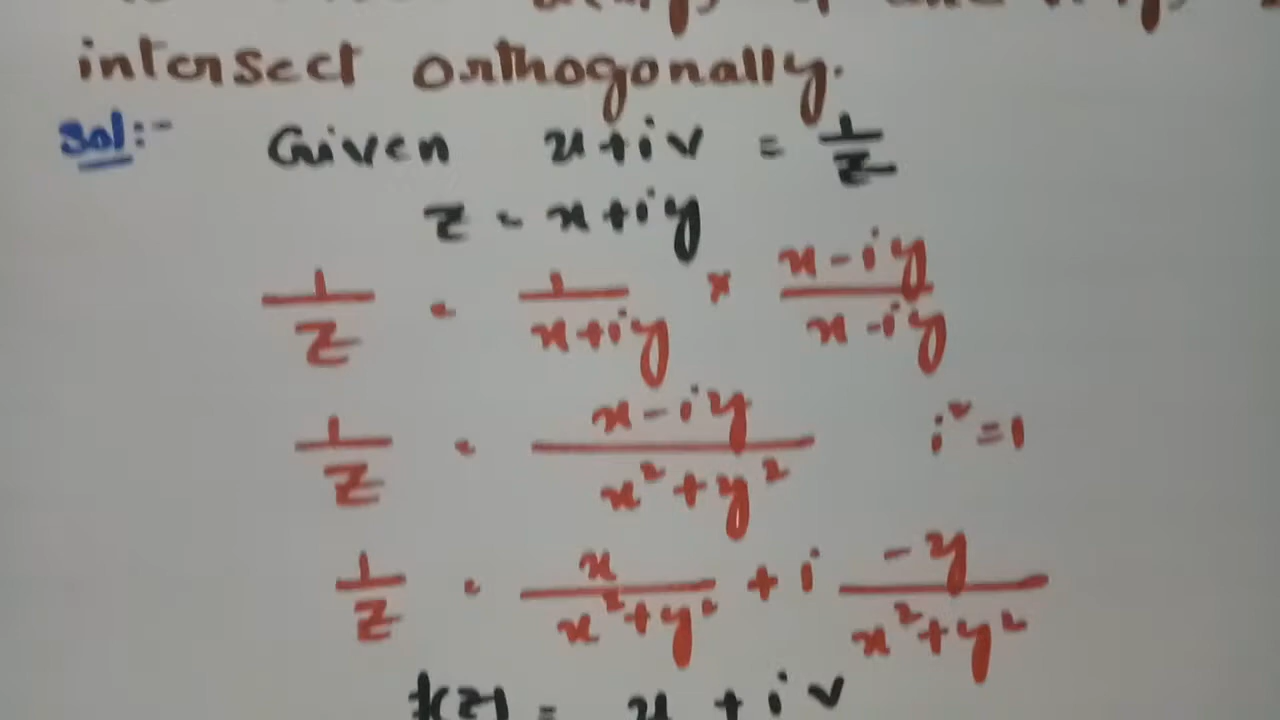 intersect orthogonally.
Sol:- Given u+iv = 1/z
z = x+iy
1/z = 1/x+iy × x-iy/x-iy
1/z = x-iy/x²+y² i²=1
1/z = x/x²+y² + i -y/x²+y²
f(z) = u + iv